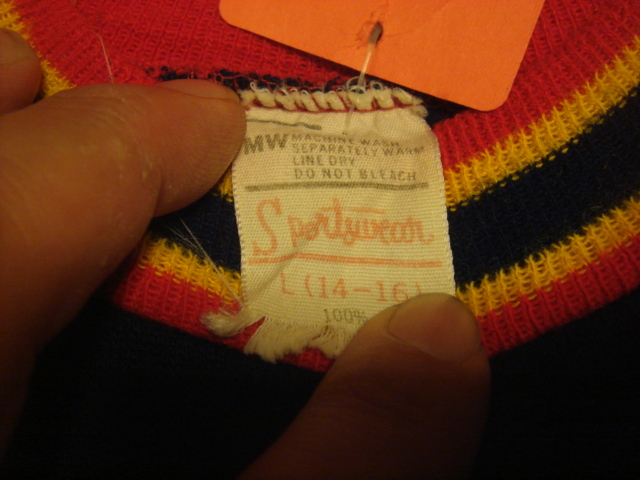 MW MACHINE WASH
SEPARATELY WARM
LINE DRY
DO NOT BLEACH
Sportswear
L (14-16)
100%